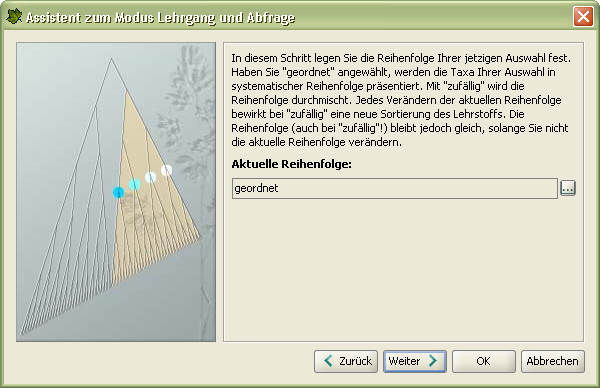 Assistent zum Modus Lehrgang und Abfrage
In diesem Schritt legen Sie die Reihenfolge Ihrer jetzigen Auswahl fest.
Haben Sie "geordnet" angewählt, werden die Taxa Ihrer Auswahl in
systematischer Reihenfolge präsentiert. Mit "zufällig" wird die
Reihenfolge durchmischt. Jedes Verändern der aktuellen Reihenfolge
bewirkt bei "zufällig" eine neue Sortierung des Lehrstoffs. Die
Reihenfolge (auch bei "zufällig"!) bleibt jedoch gleich, solange Sie nicht
die aktuelle Reihenfolge verändern.
Aktuelle Reihenfolge:
geordnet ...
Zurück Weiter OK Abbrechen